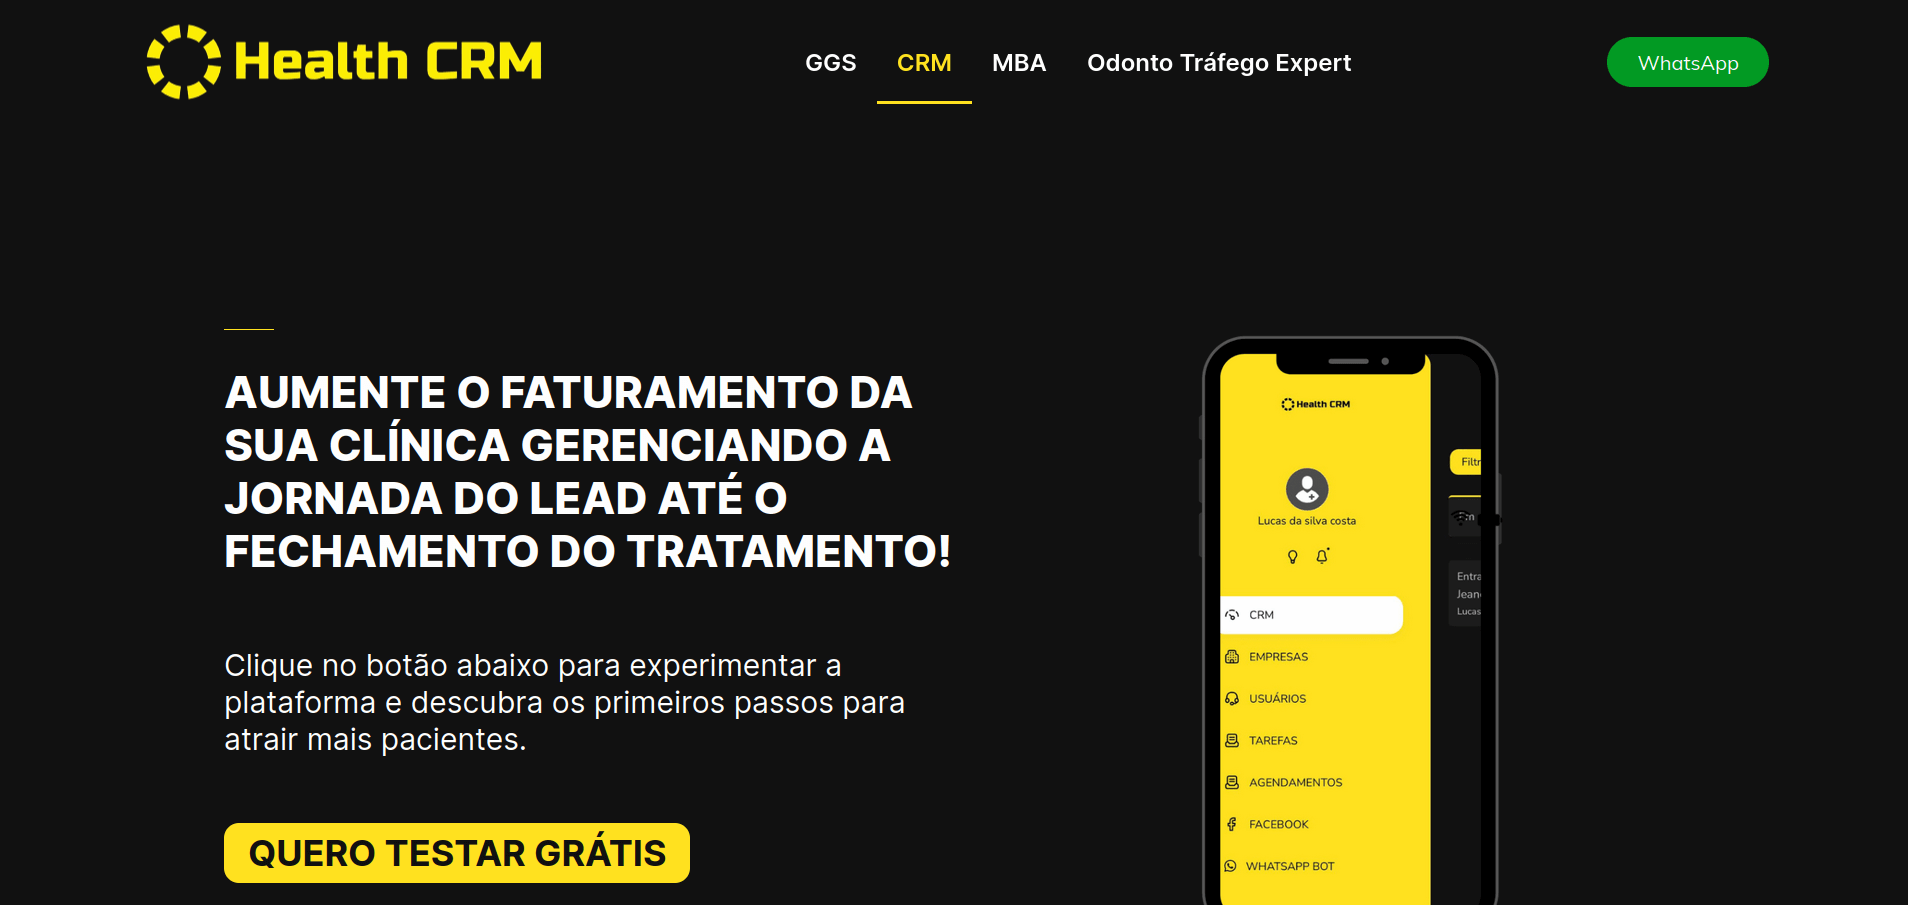 Health CRM
GGS
CRM
MBA
Odonto Tráfego Expert
WhatsApp
AUMENTE O FATURAMENTO DA
SUA CLÍNICA GERENCIANDO A
JORNADA DO LEAD ATÉ O
FECHAMENTO DO TRATAMENTO!
Clique no botão abaixo para experimentar a
plataforma e descubra os primeiros passos para
atrair mais pacientes.
QUERO TESTAR GRÁTIS
Health CRM
Lucas da silva costa
CRM
EMPRESAS
USUÁRIOS
TAREFAS
AGENDAMENTOS
FACEBOOK
WHATSAPP BOT
Filtr
Entra
Jean
Lucas